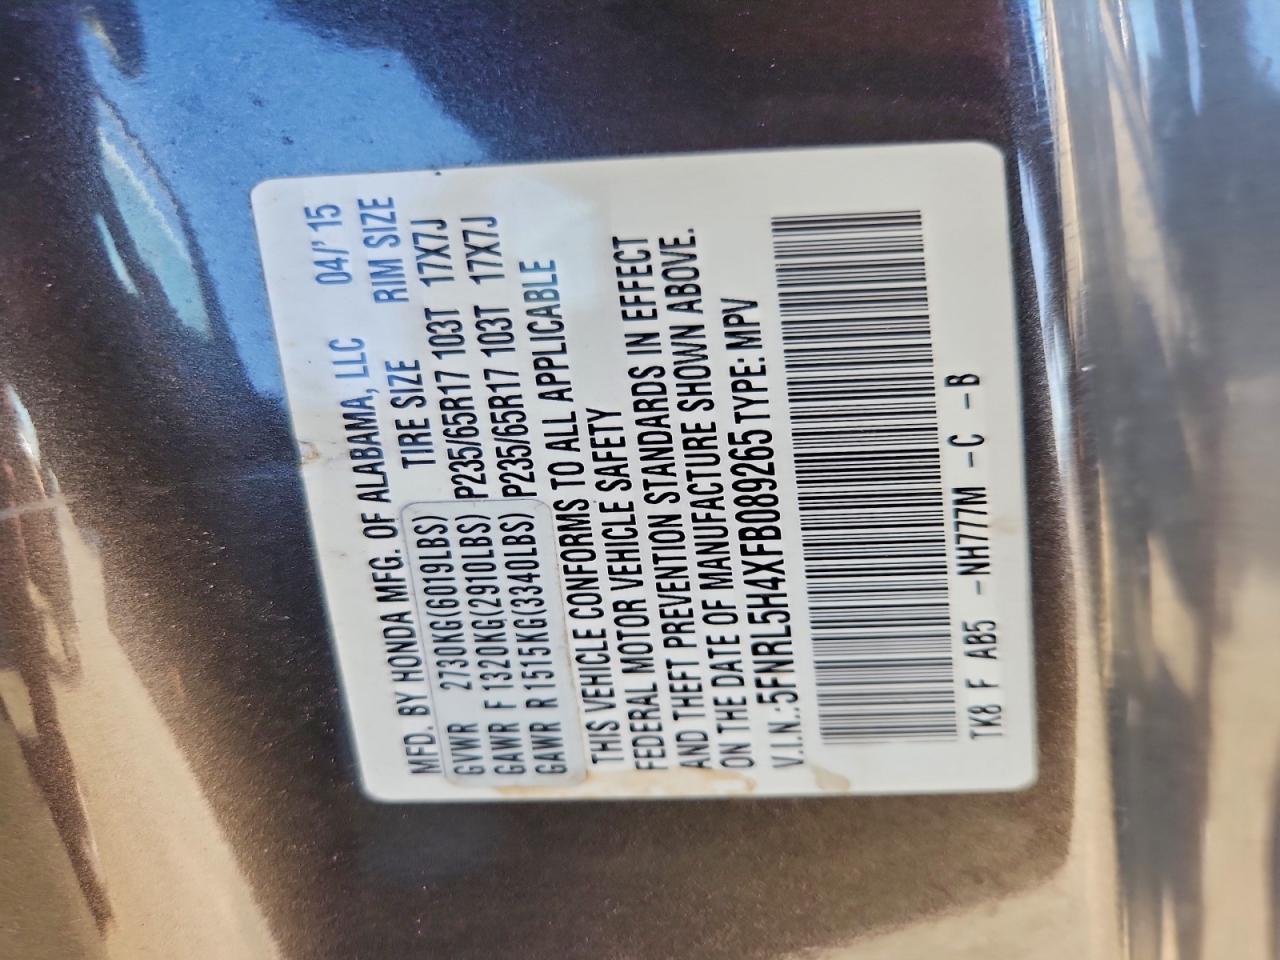 MFD. BY HONDA MFG. OF ALABAMA, LLC 04/'15
TIRE SIZE RIM SIZE
GVWR 2730KG(6019LBS)
GAWR F 1320KG(2910LBS) P235/65R17 103T 17X7J
GAWR R 1515KG(3340LBS) P235/65R17 103T 17X7J
THIS VEHICLE CONFORMS TO ALL APPLICABLE
FEDERAL MOTOR VEHICLE SAFETY
AND THEFT PREVENTION STANDARDS IN EFFECT
ON THE DATE OF MANUFACTURE SHOWN ABOVE.
V.I.N.:5FNRL5H4XFB089265 TYPE: MPV
TK8 F AB5 -NH777M -C -B